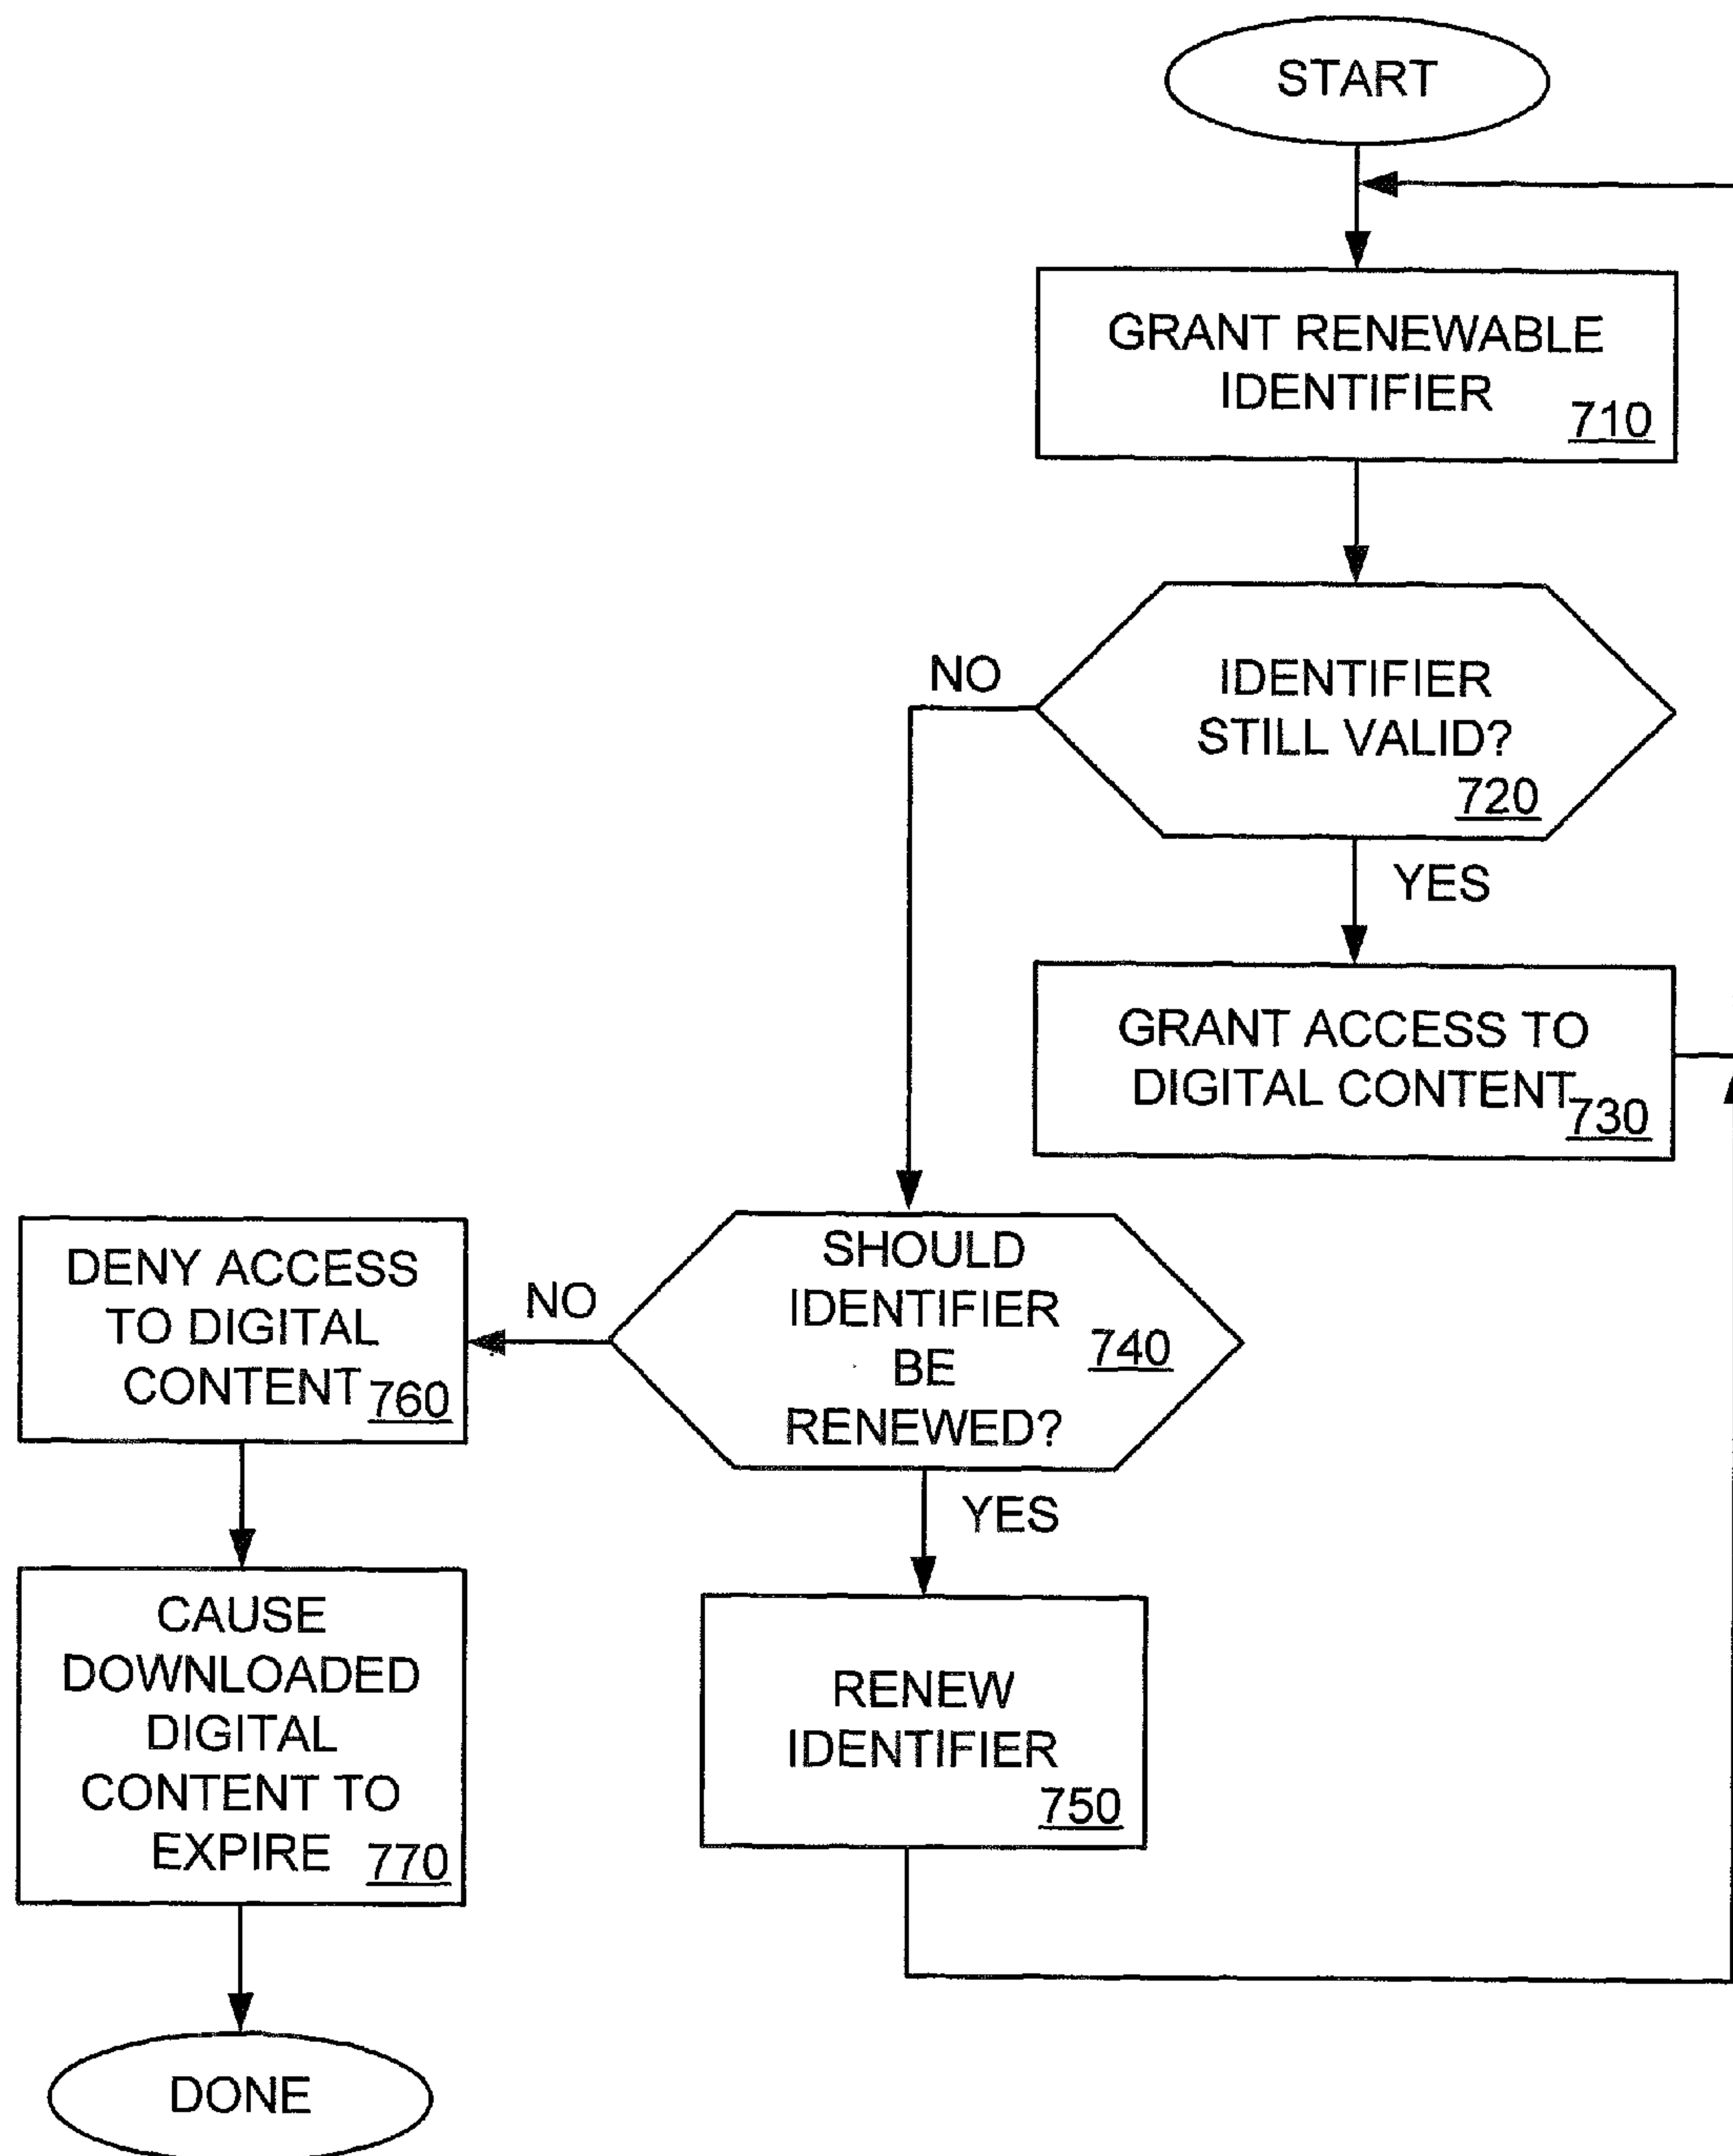 START
GRANT RENEWABLE
IDENTIFIER
710
IDENTIFIER
STILL VALID?
720
NO
YES
GRANT ACCESS TO
DIGITAL CONTENT
730
SHOULD
IDENTIFIER
BE
RENEWED?
740
NO
YES
DENY ACCESS
TO DIGITAL
CONTENT
760
RENEW
IDENTIFIER
750
CAUSE
DOWNLOADED
DIGITAL
CONTENT TO
EXPIRE
770
DONE